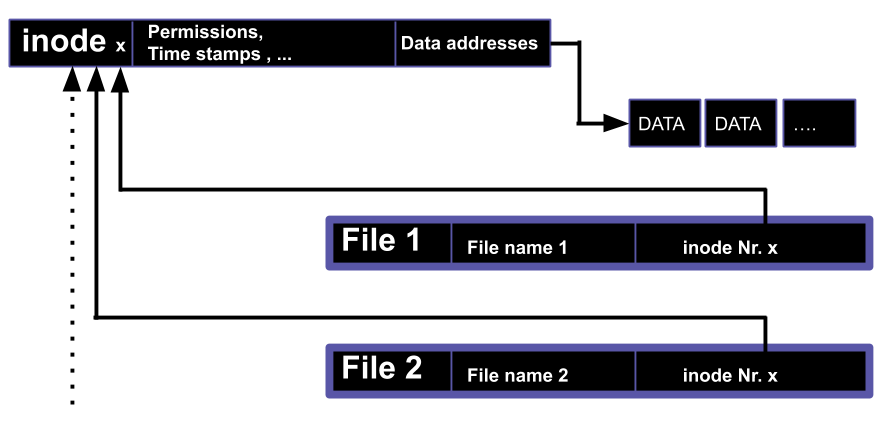 inode x
Permissions,
Time stamps , ...
Data addresses
DATA
DATA
....
File 1
File name 1
inode Nr. x
File 2
File name 2
inode Nr. x